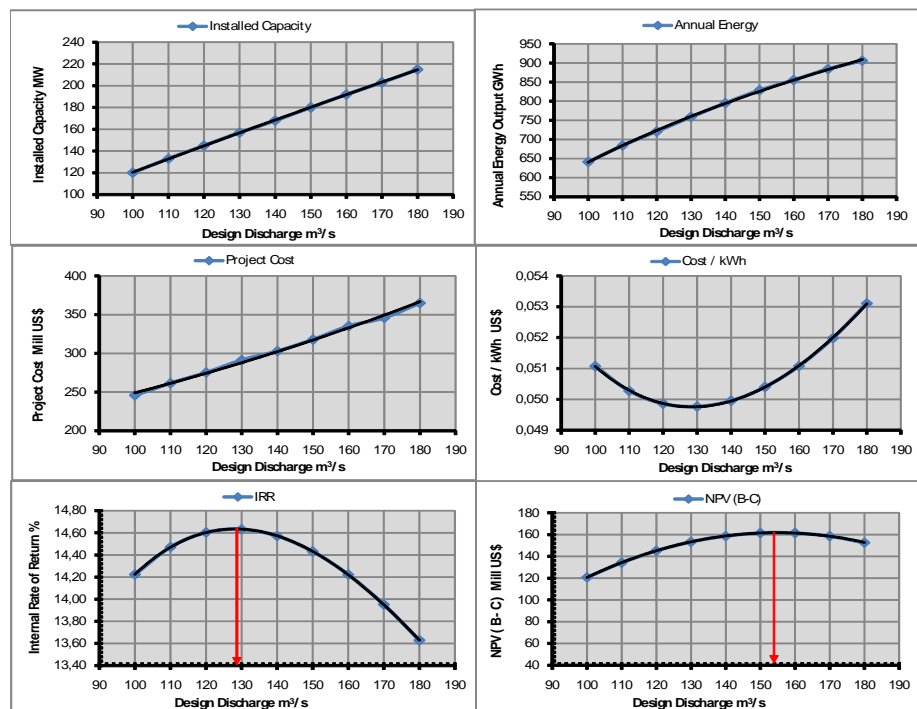 Installed Capacity
Installed Capacity MW
240
220
200
180
160
140
120
100
90 100 110 120 130 140 150 160 170 180 190
Design Discharge m³/s
Annual Energy
Annual Energy Output GWh
950
900
850
800
750
700
650
600
550
90 100 110 120 130 140 150 160 170 180 190
Design Discharge m³/s
Project Cost
Project Cost Mill US$
400
350
300
250
200
90 100 110 120 130 140 150 160 170 180 190
Design Discharge m³/s
Cost / kWh
Cost / kWh US$
0,054
0,053
0,052
0,051
0,050
0,049
90 100 110 120 130 140 150 160 170 180 190
Design Discharge m³/s
IRR
Internal Rate of Return %
14,80
14,60
14,40
14,20
14,00
13,80
13,60
13,40
90 100 110 120 130 140 150 160 170 180 190
Design Discharge m³/s
NPV (B-C)
NPV (B-C) Mill US$
180
160
140
120
100
80
60
40
90 100 110 120 130 140 150 160 170 180 190
Design Discharge m³/s